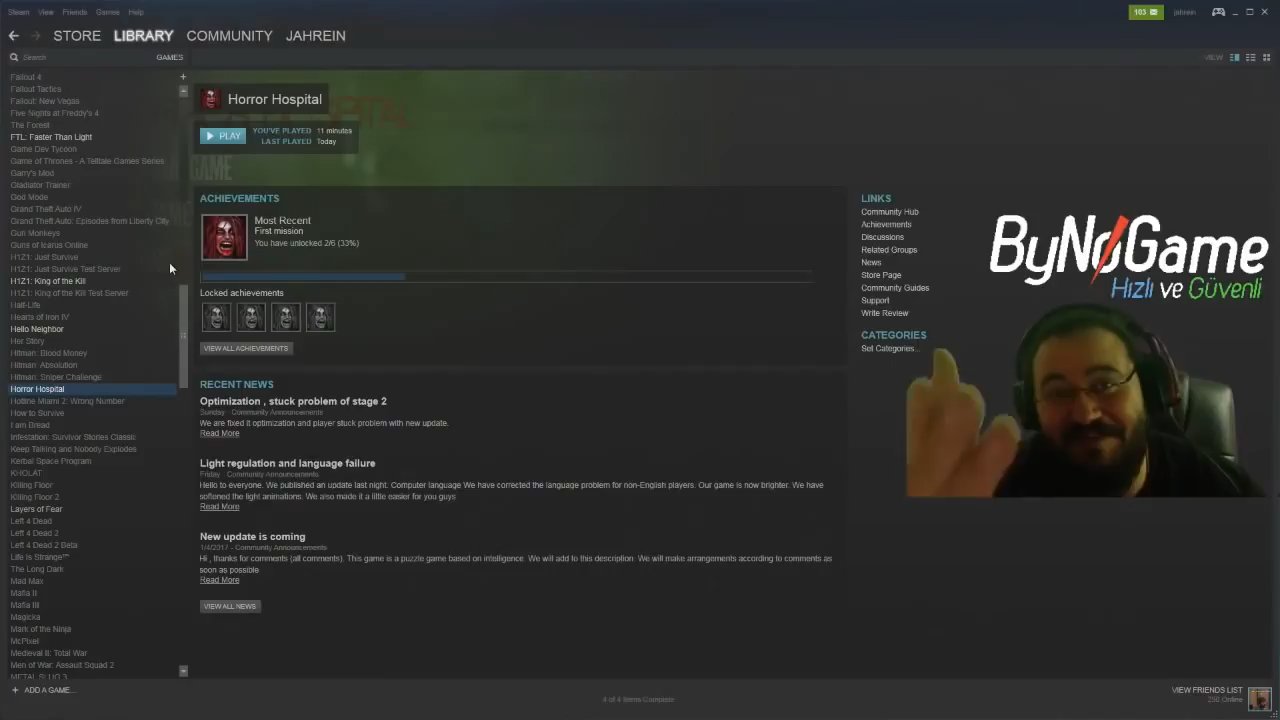 Steam View Friends Games Help
103 jahrein
STORE LIBRARY COMMUNITY JAHREIN
Search GAMES
VIEW
Fallout 4
Fallout Tactics
Fallout: New Vegas
Five Nights at Freddy's 4
The Forest
FTL: Faster Than Light
Game Dev Tycoon
Game of Thrones - A Telltale Games Series
Garry's Mod
Gladiator Trainer
God Mode
Grand Theft Auto IV
Grand Theft Auto: Episodes from Liberty City
Gun Monkeys
Guns of Icarus Online
H1Z1: Just Survive
H1Z1: Just Survive Test Server
H1Z1: King of the Kill
H1Z1: King of the Kill Test Server
Half-Life
Hearts of Iron IV
Hello Neighbor
Her Story
Hitman: Blood Money
Hitman: Absolution
Hitman: Sniper Challenge
Horror Hospital
Hotline Miami 2: Wrong Number
How to Survive
I am Bread
Infestation: Survivor Stories Classic
Keep Talking and Nobody Explodes
Kerbal Space Program
KHOLAT
Killing Floor
Killing Floor 2
Layers of Fear
Left 4 Dead
Left 4 Dead 2
Left 4 Dead 2 Beta
Life Is Strange™
The Long Dark
Mad Max
Mafia II
Mafia III
Magicka
Mark of the Ninja
McPixel
Medieval II: Total War
Men of War: Assault Squad 2
METAL SLUG 3
+ ADD A GAME...
Horror Hospital
PLAY
YOU'VE PLAYED 11 minutes
LAST PLAYED Today
GAME
ACHIEVEMENTS
Most Recent
First mission
You have unlocked 2/6 (33%)
Locked achievements
VIEW ALL ACHIEVEMENTS
RECENT NEWS
Optimization , stuck problem of stage 2
Sunday - Community Announcements
We are fixed it optimization and player stuck problem with new update.
Read More
Light regulation and language failure
Friday - Community Announcements
Hello to everyone. We published an update last night. Computer language We have corrected the language problem for non-English players. Our game is now brighter. We have
softened the fight animations. We also made it a little easier for you guys
Read More
New update is coming
1/4/2017 - Community Announcements
Hi , thanks for comments (all comments). This game is a puzzle game based on intelligence. We will add to this description. We will make arrangements according to comments as
soon as possible
Read More
VIEW ALL NEWS
LINKS
Community Hub
Achievements
Discussions
Related Groups
News
Store Page
Community Guides
Support
Write Review
CATEGORIES
Set Categories...
ByNoGame
Hızlı ve Güvenli
4 of 4 Items Complete
VIEW FRIENDS LIST
250 Online